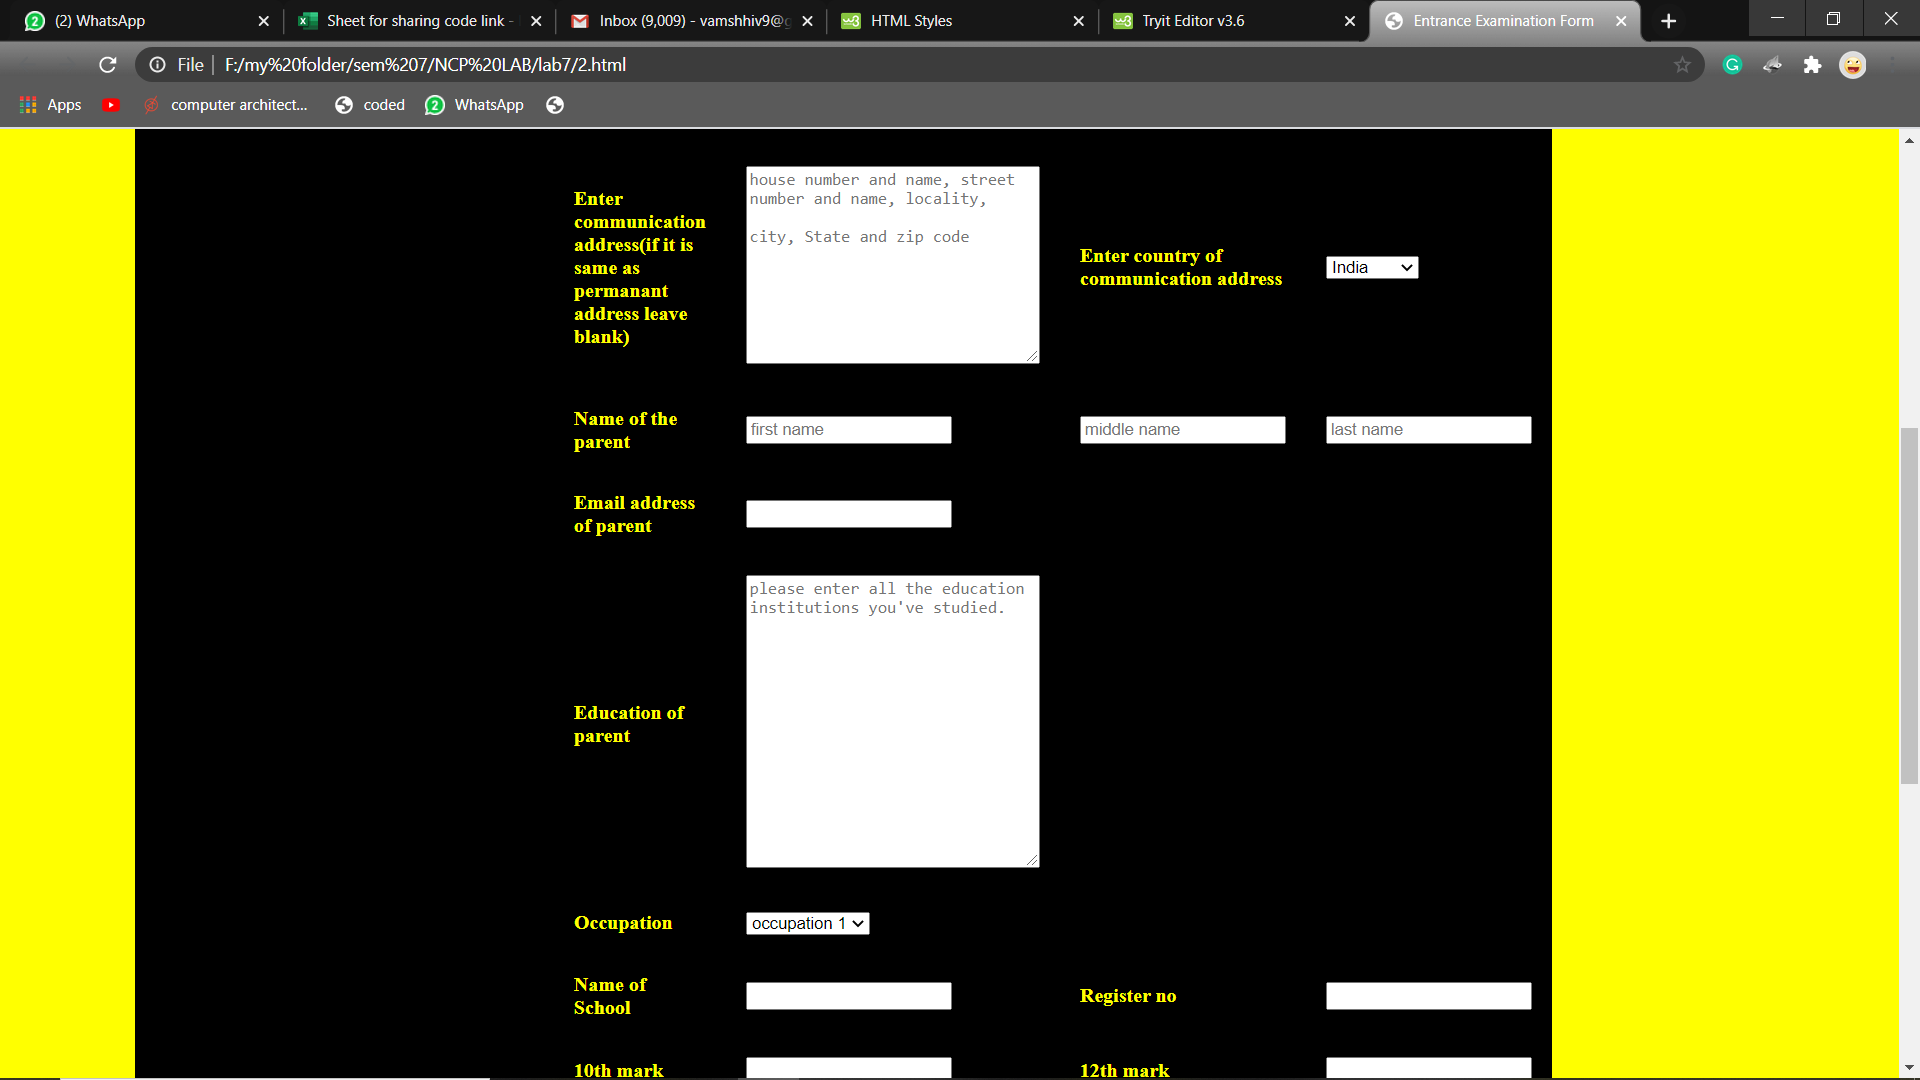 (2) WhatsApp
Sheet for sharing code link -
Inbox (9,009) - vamshhiv9@g
HTML Styles
Tryit Editor v3.6
Entrance Examination Form
File
F:/my%20folder/sem%207/NCP%20LAB/lab7/2.html
Apps
computer architect...
coded
2
WhatsApp
Enter
communication
address(if it is
same as
permanant
address leave
blank)
house number and name, street
number and name, locality,
city, State and zip code
Enter country of
communication address
India
Name of the
parent
first name
middle name
last name
Email address
of parent
Education of
parent
please enter all the education
institutions you've studied.
Occupation
occupation 1
Name of
School
Register no
10th mark
12th mark